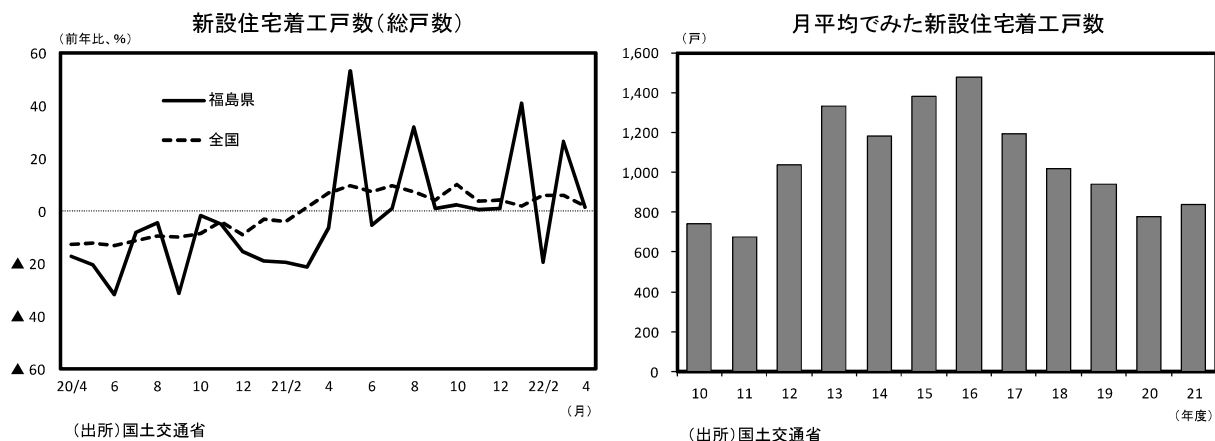 新設住宅着工戸数（総戸数）
（前年比、%）
60
40
20
0
▲ 20
▲ 40
▲ 60
福島県
全国
20/4 6 8 10 12 21/2 4 6 8 10 12 22/2 4
（月）
（出所）国土交通省
月平均でみた新設住宅着工戸数
（戸）
1,600
1,400
1,200
1,000
800
600
400
200
0
10 11 12 13 14 15 16 17 18 19 20 21
（年度）
（出所）国土交通省